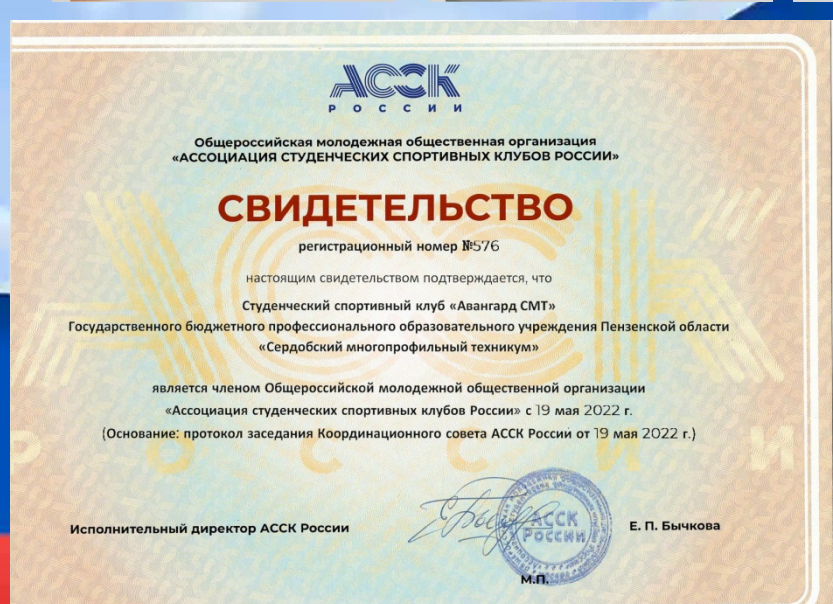 АССК
РОССИИ
Общероссийская молодежная общественная организация
«АССОЦИАЦИЯ СТУДЕНЧЕСКИХ СПОРТИВНЫХ КЛУБОВ РОССИИ»
СВИДЕТЕЛЬСТВО
регистрационный номер №576
настоящим свидетельством подтверждается, что
Студенческий спортивный клуб «Авангард СМТ»
Государственного бюджетного профессионального образовательного учреждения Пензенской области
«Сердобский многопрофильный техникум»
является членом Общероссийской молодежной общественной организации
«Ассоциация студенческих спортивных клубов России» с 19 мая 2022 г.
(Основание: протокол заседания Координационного совета АССК России от 19 мая 2022 г.)
Исполнительный директор АССК России
АССК
России
Е. П. Бычкова
М.П.